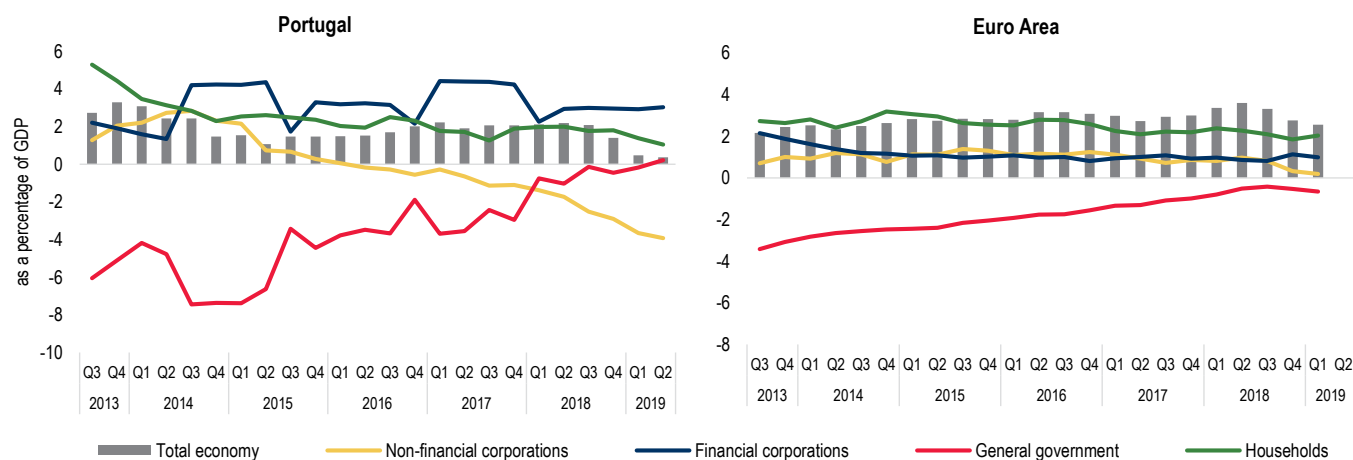 Portugal
as a percentage of GDP
6
4
2
0
-2
-4
-6
-8
-10
Q3 Q4 Q1 Q2 Q3 Q4 Q1 Q2 Q3 Q4 Q1 Q2 Q3 Q4 Q1 Q2 Q3 Q4 Q1 Q2 Q3 Q4 Q1 Q2
2013 2014 2015 2016 2017 2018 2019
Euro Area
6
4
2
0
-2
-4
-6
-8
Q3 Q4 Q1 Q2 Q3 Q4 Q1 Q2 Q3 Q4 Q1 Q2 Q3 Q4 Q1 Q2 Q3 Q4 Q1 Q2 Q3 Q4 Q1 Q2
2013 2014 2015 2016 2017 2018 2019
Total economy Non-financial corporations Financial corporations General government Households